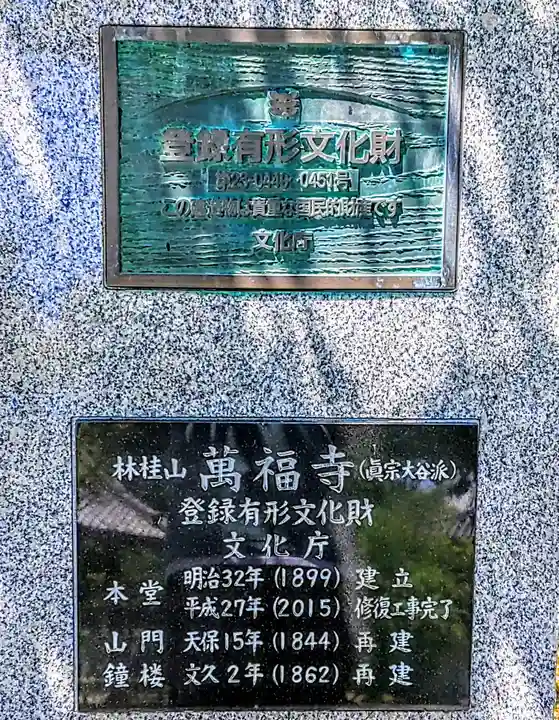 登録有形文化財
第23-0449・0451号
この建造物は貴重な国民的財産です
文化庁
林桂山 萬福寺(眞宗大谷派)
登録有形文化財
文化庁
本堂 明治32年(1899) 建立
平成27年(2015) 修復工事完了
山門 天保15年(1844) 再建
鐘楼 文久2年(1862) 再建